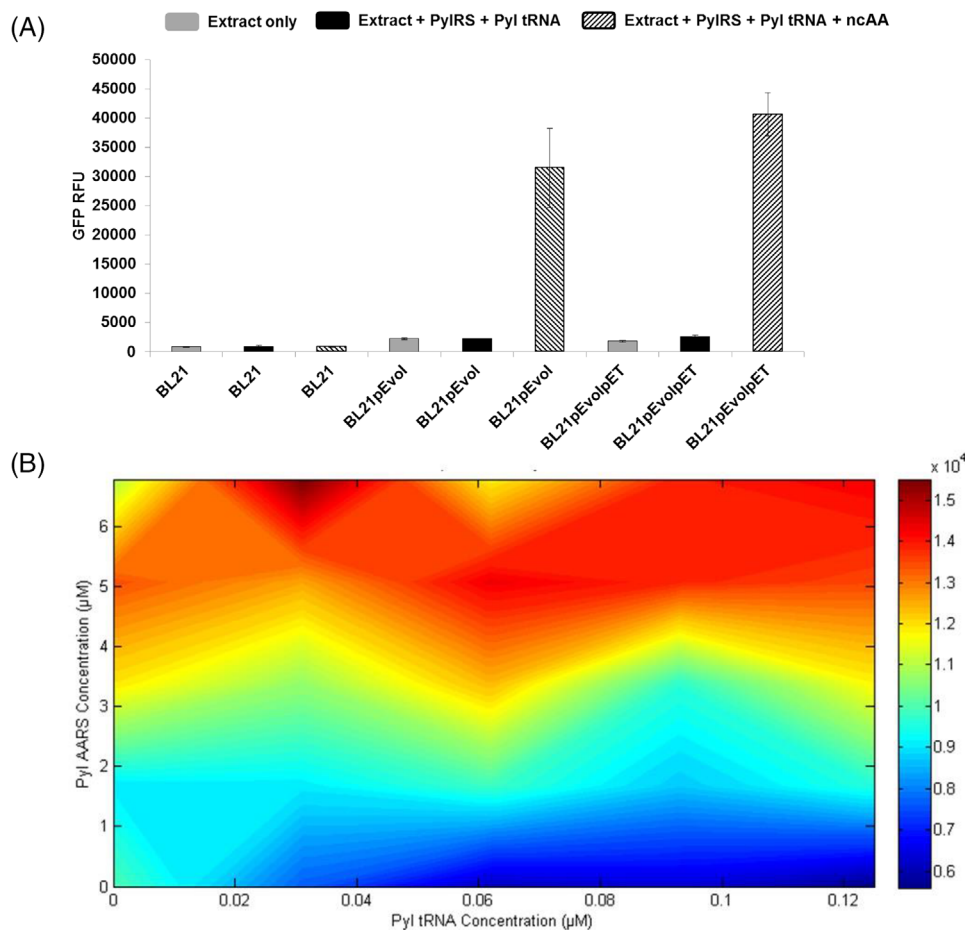 (A)
Extract only
Extract + PylRS + Pyl tRNA
Extract + PylRS + Pyl tRNA + ncAA
50000
45000
40000
35000
30000
25000
20000
15000
10000
5000
0
GFP RFU
BL21
BL21
BL21
BL21pEvol
BL21pEvol
BL21pEvol
BL21pEvolpET
BL21pEvolpET
BL21pEvolpET
(B)
x 10^4
6
5
4
3
2
1
0
Pyl AARS Concentration (µM)
0
0.02
0.04
0.06
0.08
0.1
0.12
Pyl tRNA Concentration (µM)
1.5
1.4
1.3
1.2
1.1
1
0.9
0.8
0.7
0.6